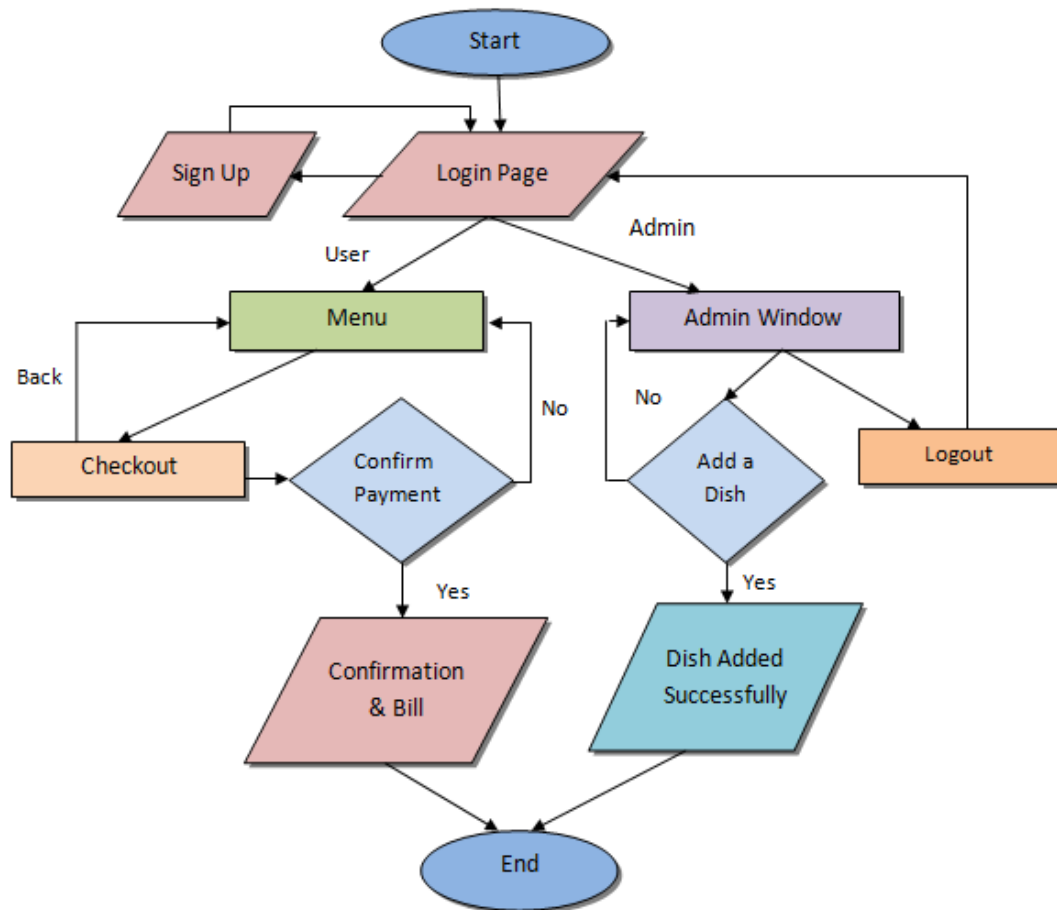 Start
Sign Up
Login Page
User
Admin
Menu
Admin Window
Back
No
No
Checkout
Confirm
Payment
Add a
Dish
Logout
Yes
Yes
Confirmation
& Bill
Dish Added
Successfully
End